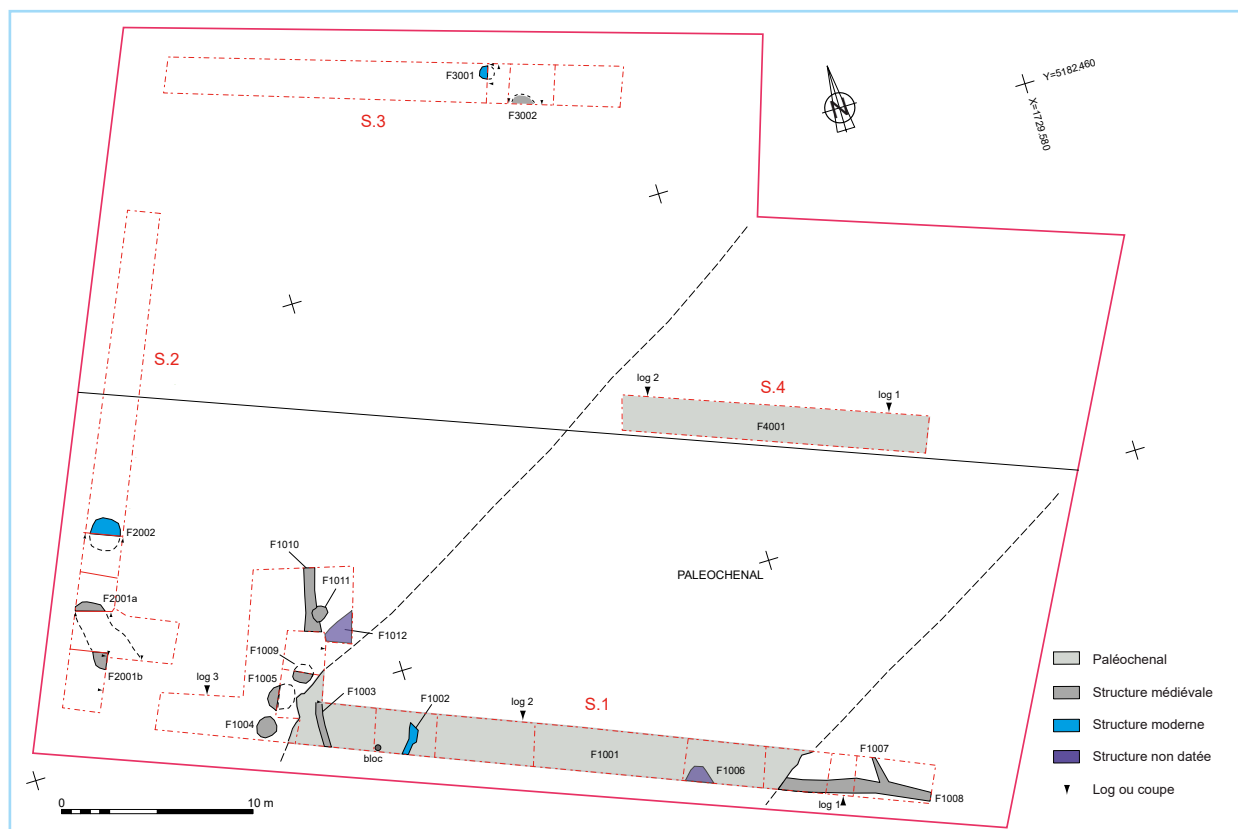 F3001
F3002
S.3
N
Y=5182.460
X=1729.580
S.2
log 2
S.4
log 1
F4001
F2002
F1010
F1011
F2001a
F1012
PALEOCHENAL
F1009
F2001b
log 3
F1005
F1003
F1002
log 2
S.1
F1004
bloc
F1001
F1006
F1007
log 1
F1008
0 10 m
Paléochenal
Structure médiévale
Structure moderne
Structure non datée
Log ou coupe